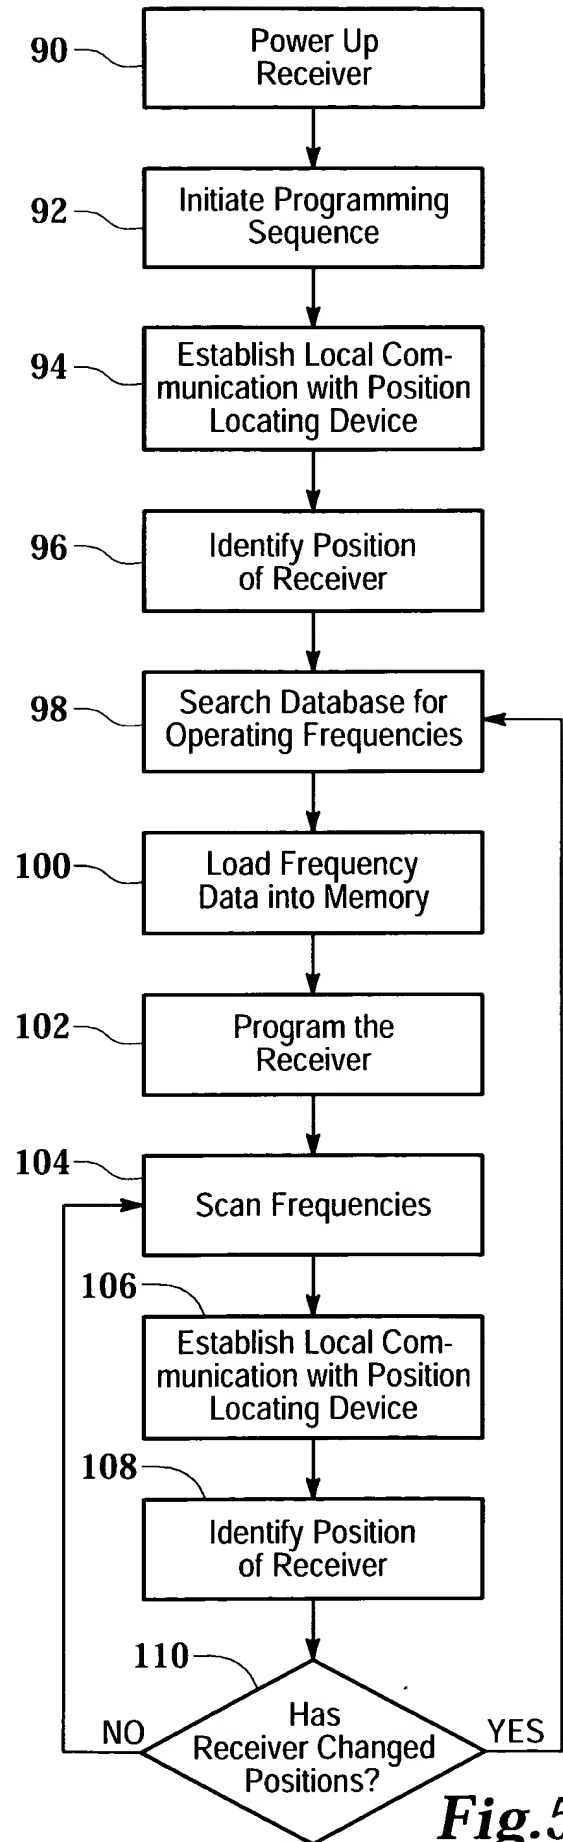 90
Power Up
Receiver
92
Initiate Programming
Sequence
94
Establish Local Com-
munication with Position
Locating Device
96
Identify Position
of Receiver
98
Search Database for
Operating Frequencies
100
Load Frequency
Data into Memory
102
Program the
Receiver
104
Scan Frequencies
106
Establish Local Com-
munication with Position
Locating Device
108
Identify Position
of Receiver
110
Has
Receiver Changed
Positions?
NO
YES
Fig.5